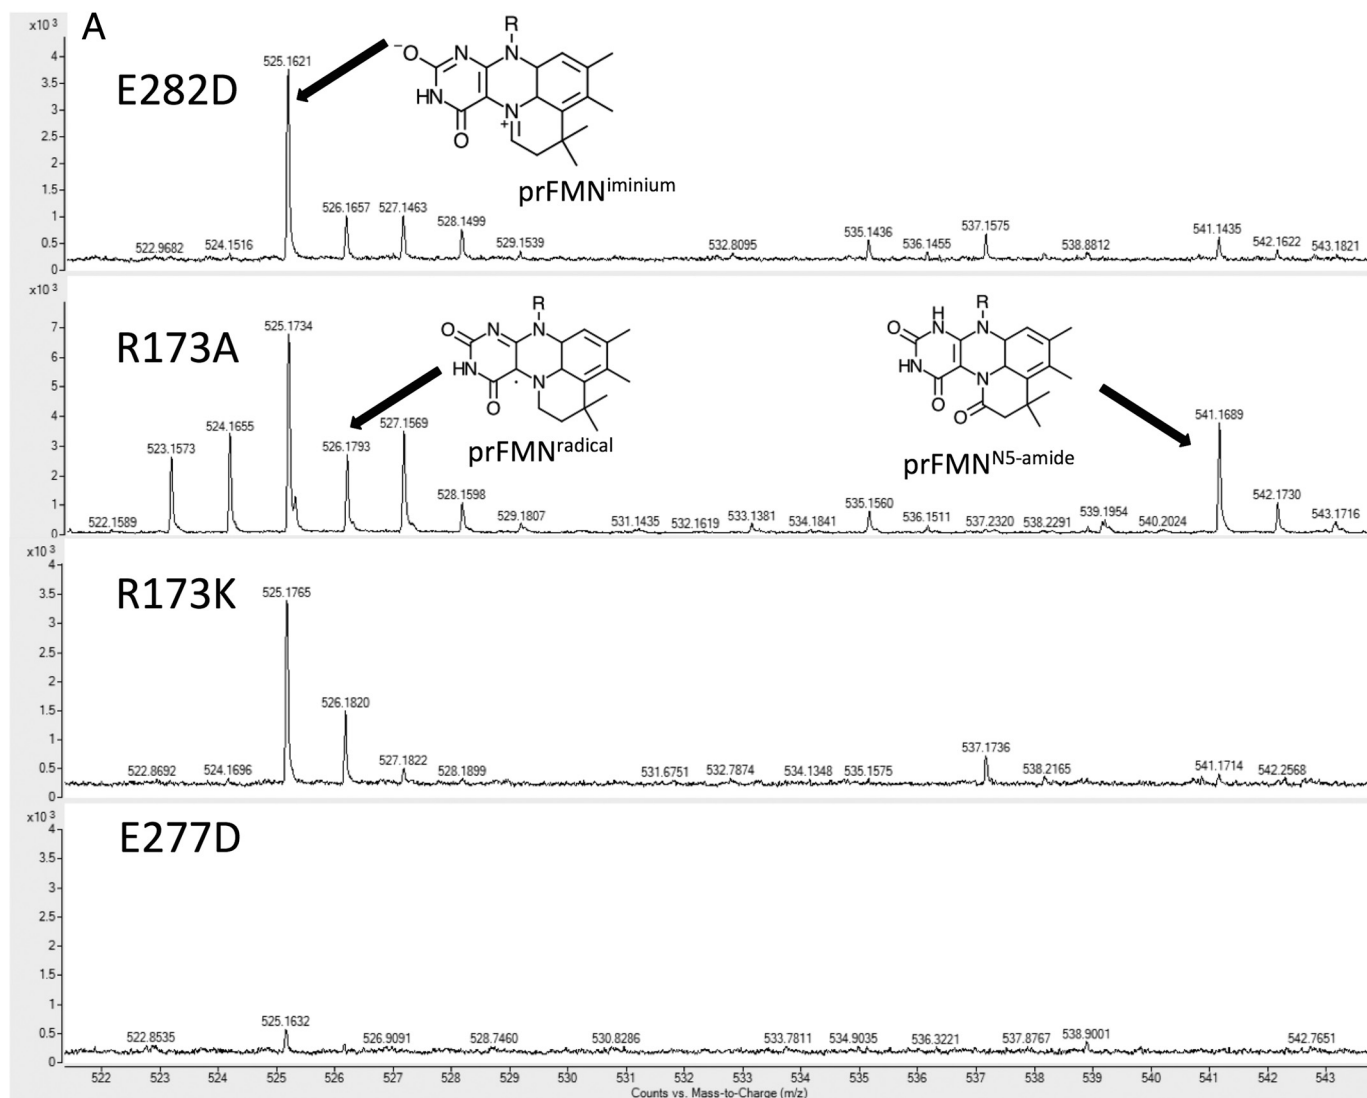 A
x10 3
4
3.5
3
2.5
2
1.5
1
0.5
0
E282D
522.9682
524.1516
525.1621
526.1657
527.1463
528.1499
529.1539
532.8095
535.1436
536.1455
537.1575
538.8812
541.1435
542.1622
543.1821
R
⁻O
N
N
HN
N
+
O
prFMNiminium
x10 3
7
6
5
4
3
2
1
0
R173A
522.1589
523.1573
524.1655
525.1734
526.1793
527.1569
528.1598
529.1807
531.1435
532.1619
533.1381
534.1841
535.1560
536.1511
537.2320
538.2291
539.1954
540.2024
541.1689
542.1730
543.1716
R
O
N
N
HN
N
·
O
prFMNradical
R
H
O
N
N
HN
N
O
O
prFMNN5-amide
x10 3
4
3.5
3
2.5
2
1.5
1
0.5
0
R173K
522.8692
524.1696
525.1765
526.1820
527.1822
528.1899
531.6751
532.7874
534.1348
535.1575
537.1736
538.2165
541.1714
542.2568
x10 3
4
3.5
3
2.5
2
1.5
1
0.5
0
E277D
522.8535
525.1632
526.9091
528.7460
530.8286
533.7811
534.9035
536.3221
537.8767
538.9001
542.7651
522 523 524 525 526 527 528 529 530 531 532 533 534 535 536 537 538 539 540 541 542 543
Counts vs. Mass-to-Charge (m/z)